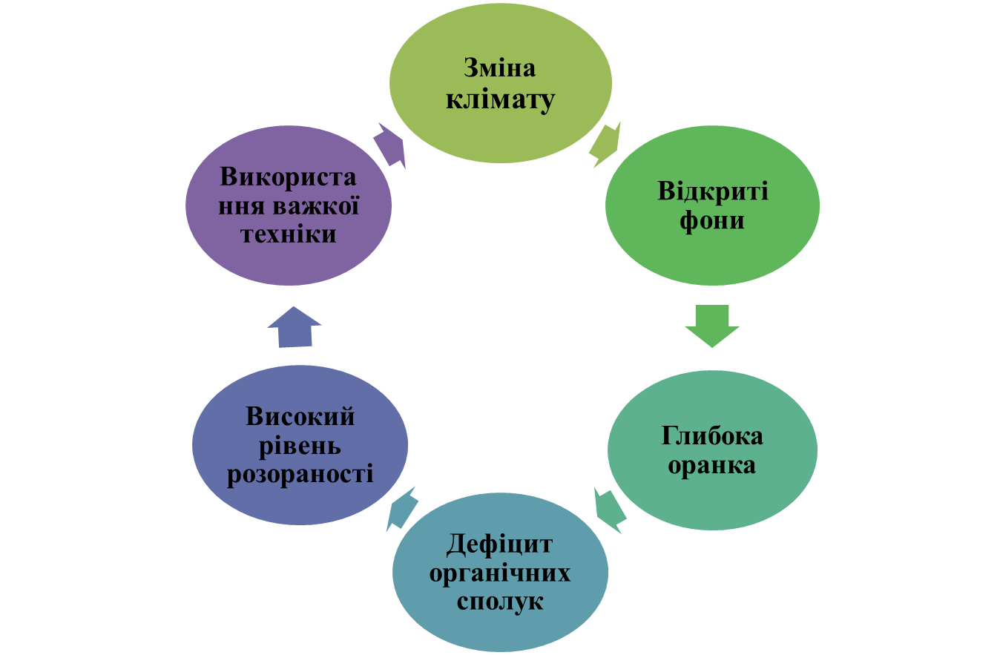 Зміна
клімату
Відкриті
фони
Глибока
оранка
Дефіцит
органічних
сполук
Високий
рівень
розораності
Використа
ння важкої
техніки